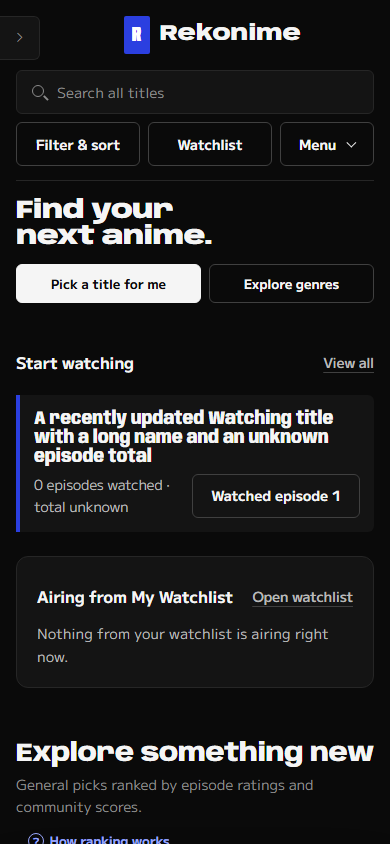 R Rekonime
Search all titles
Filter & sort
Watchlist
Menu
Find your
next anime.
Pick a title for me
Explore genres
Start watching
View all
A recently updated Watching title
with a long name and an unknown
episode total
0 episodes watched ·
total unknown
Watched episode 1
Airing from My Watchlist
Open watchlist
Nothing from your watchlist is airing right
now.
Explore something new
General picks ranked by episode ratings and
community scores.
? How ranking works